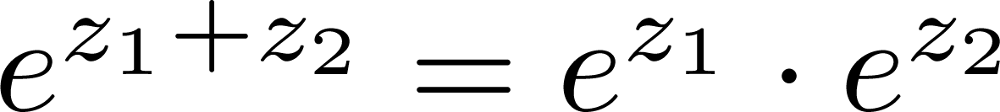 e^{z_1+z_2} = e^{z_1} · e^{z_2}